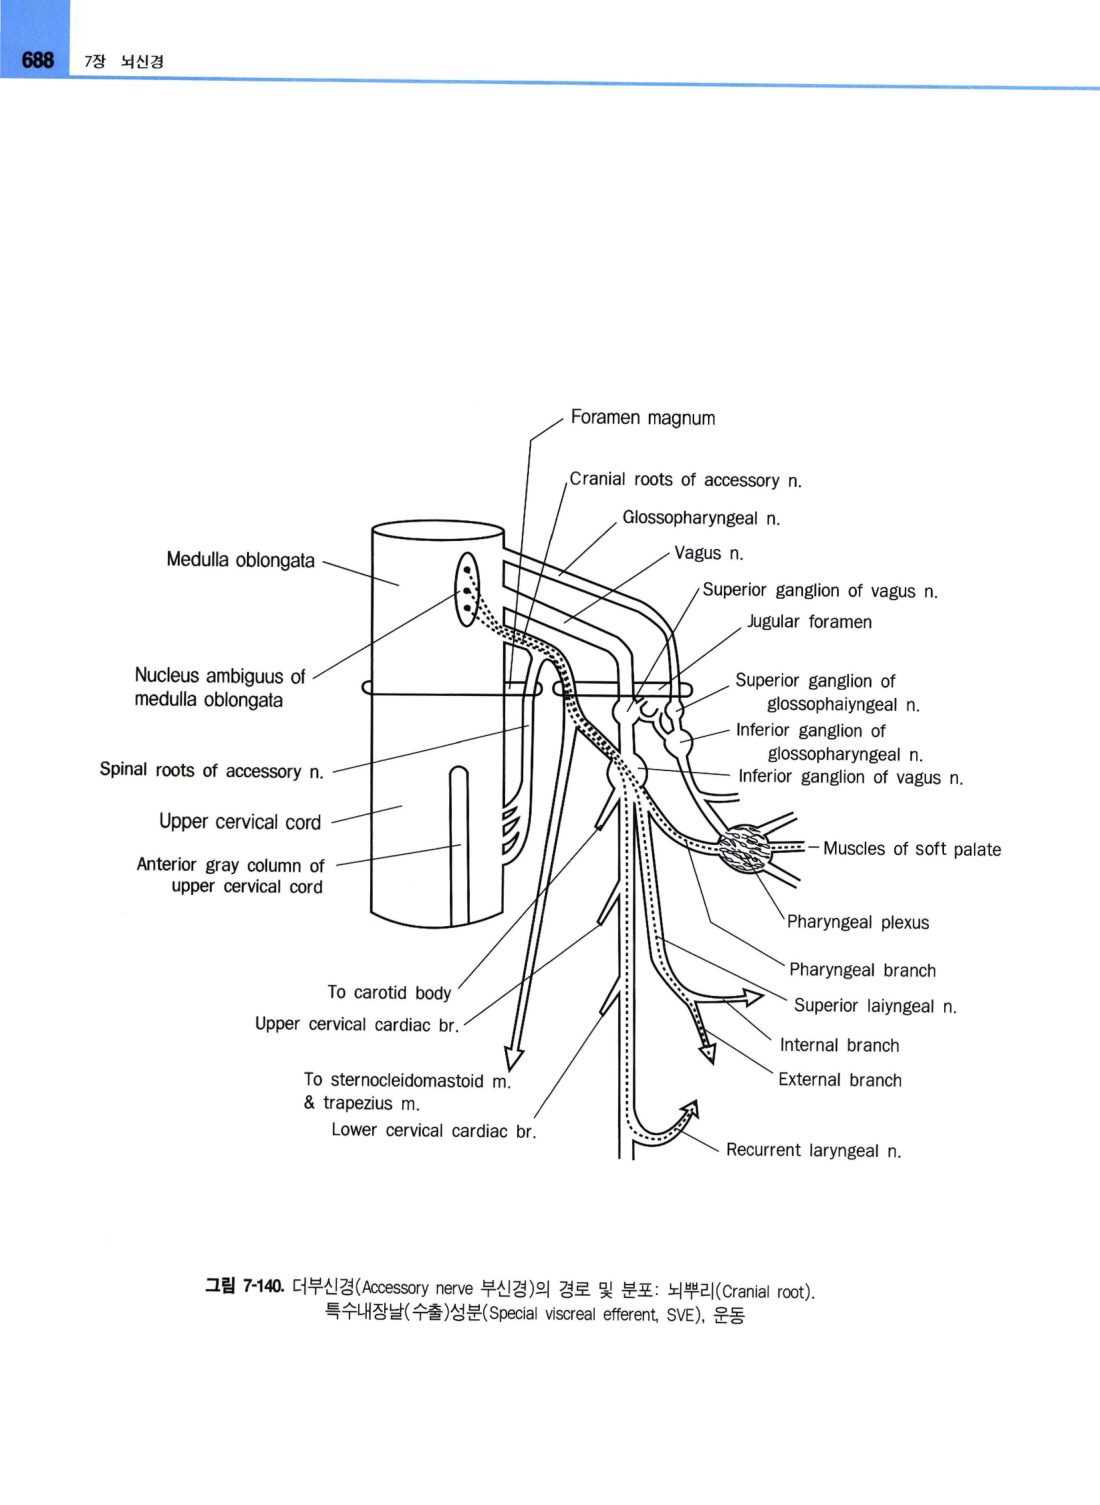 688 7장 뇌신경
Foramen magnum
Cranial roots of accessory n.
Glossopharyngeal n.
Vagus n.
Medulla oblongata
Superior ganglion of vagus n.
Jugular foramen
Nucleus ambiguus of
medulla oblongata
Superior ganglion of
glossophaiyngeal n.
Inferior ganglion of
glossopharyngeal n.
Inferior ganglion of vagus n.
Spinal roots of accessory n.
Upper cervical cord
Anterior gray column of
upper cervical cord
Muscles of soft palate
Pharyngeal plexus
Pharyngeal branch
To carotid body
Superior laiyngeal n.
Upper cervical cardiac br.
Internal branch
External branch
To sternocleidomastoid m.
& trapezius m.
Lower cervical cardiac br.
Recurrent laryngeal n.
그림 7-140. 더부신경(Accessory nerve 부신경)의 경로 및 분포: 뇌뿌리(Cranial root).
특수내장날(수출)성분(Special viscreal efferent, SVE), 운동